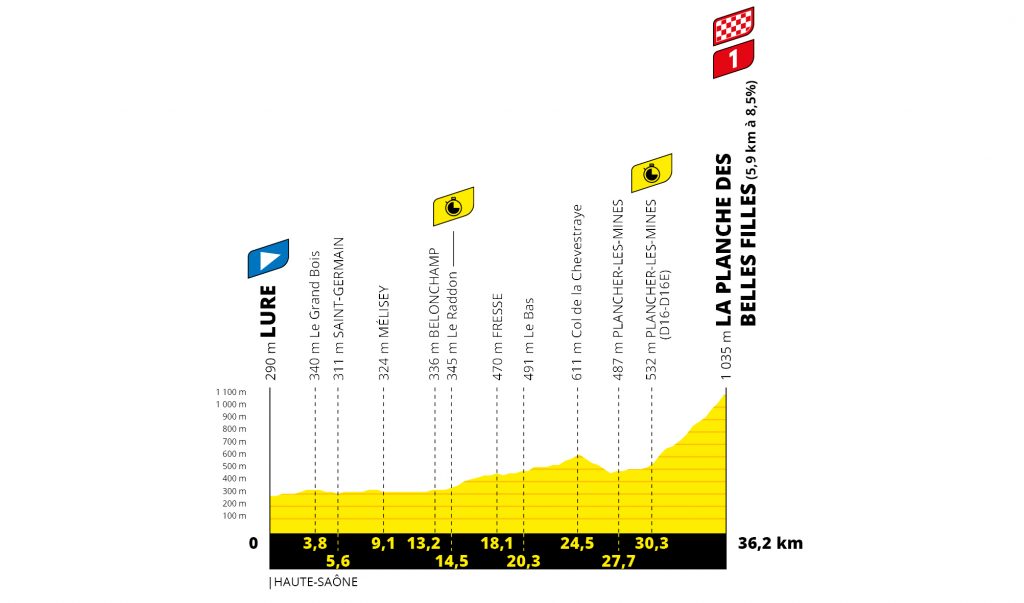 1
LA PLANCHE DES
BELLES FILLES (5,9 km à 8,5%)
1 035 m
LURE
290 m
340 m Le Grand Bois
311 m SAINT-GERMAIN
324 m MÉLISEY
336 m BELONCHAMP
345 m Le Raddon
470 m FRESSE
491 m Le Bas
611 m Col de la Chevestraye
487 m PLANCHER-LES-MINES
532 m PLANCHER-LES-MINES
(D16-D16E)
1 100 m
1 000 m
900 m
800 m
700 m
600 m
500 m
400 m
300 m
200 m
100 m
0 3,8 9,1 13,2 18,1 24,5 30,3 36,2 km
5,6 14,5 20,3 27,7
HAUTE-SAÔNE